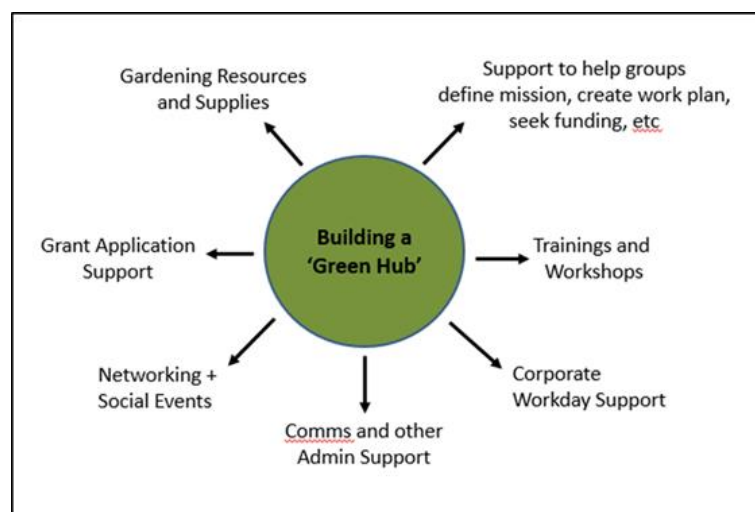 Gardening Resources
and Supplies
Support to help groups
define mission, create work plan,
seek funding, etc
Building a
‘Green Hub’
Grant Application
Support
Trainings and
Workshops
Networking +
Social Events
Corporate
Workday Support
Comms and other
Admin Support